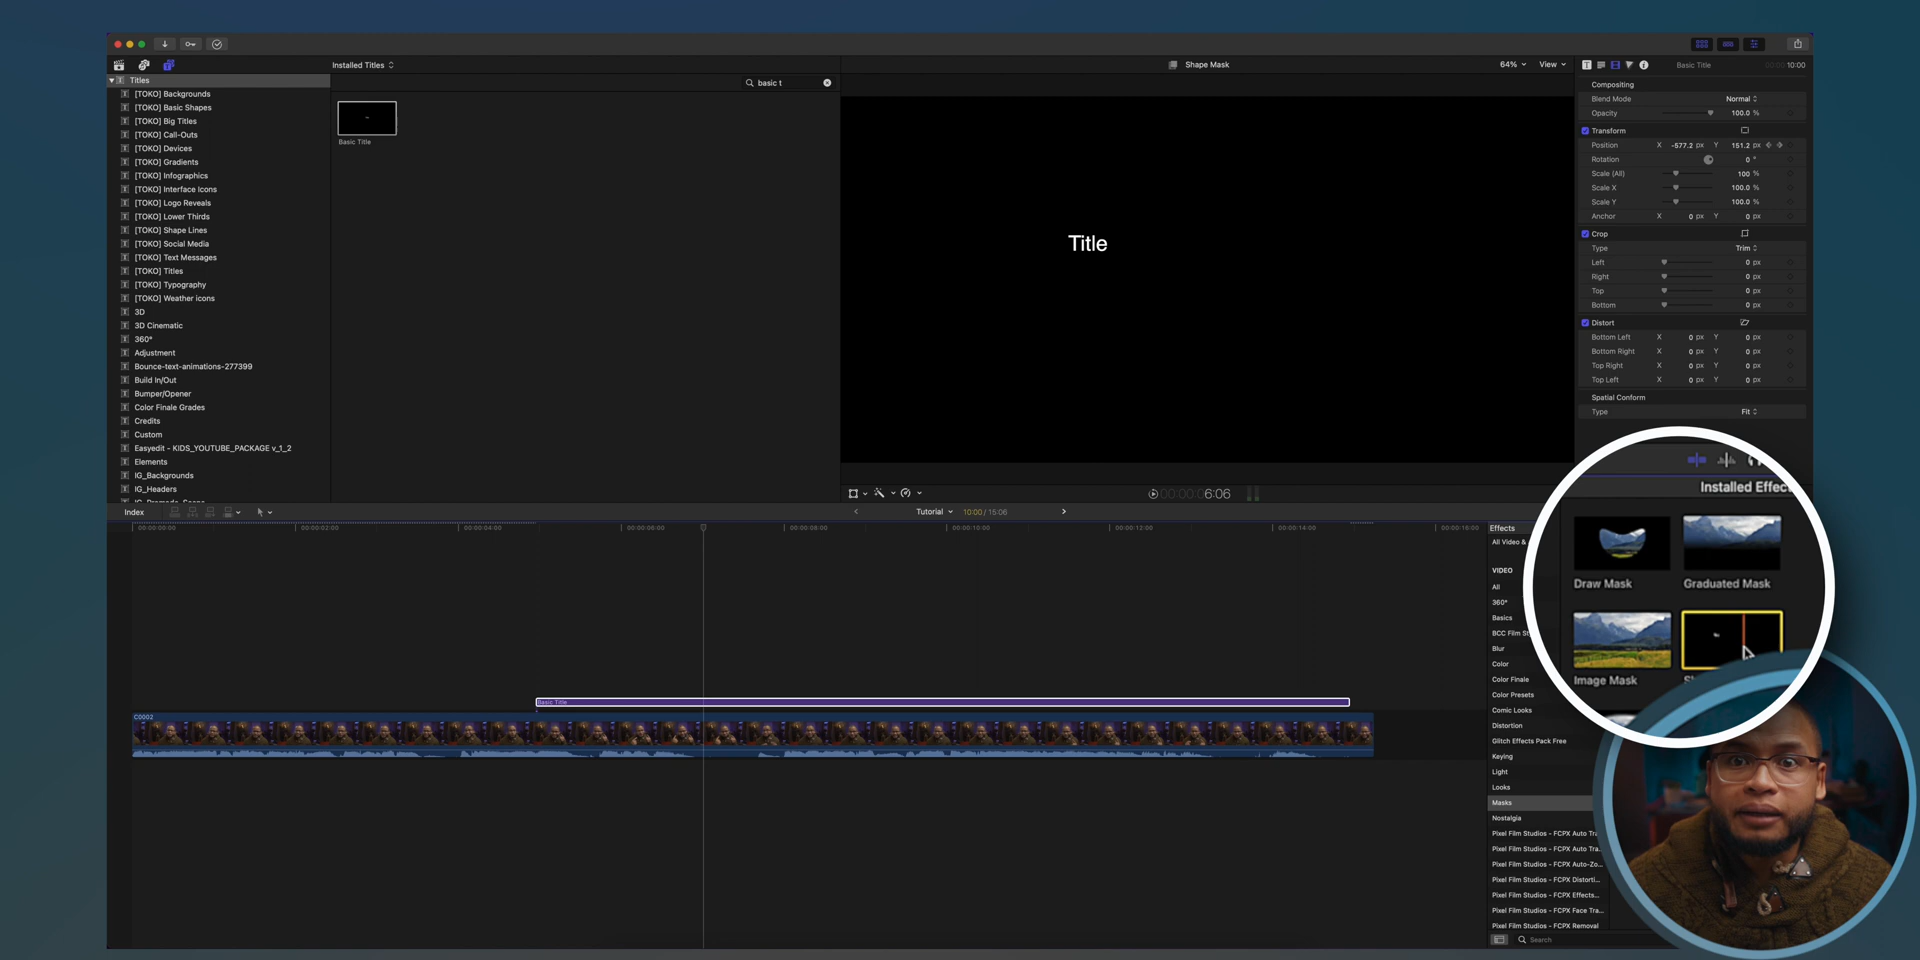 Installed Titles
Shape Mask
64%
View
Basic Title
00:00
10:00
Titles
basic t
Compositing
[TOKO] Backgrounds
Blend Mode
Normal
[TOKO] Basic Shapes
Opacity
100.0 %
[TOKO] Big Titles
[TOKO] Call-Outs
Basic Title
Transform
[TOKO] Devices
Position X -577.2 px Y 151.2 px
[TOKO] Gradients
Rotation 0 °
[TOKO] Infographics
Scale (All) 100 %
[TOKO] Interface Icons
Scale X 100.0 %
[TOKO] Logo Reveals
Scale Y 100.0 %
[TOKO] Lower Thirds
Anchor X 0 px Y 0 px
[TOKO] Shape Lines
Crop
[TOKO] Social Media
Title
Type Trim
[TOKO] Text Messages
Left 0 px
[TOKO] Titles
Right 0 px
[TOKO] Typography
Top 0 px
[TOKO] Weather icons
Bottom 0 px
3D
Distort
3D Cinematic
Bottom Left X 0 px Y 0 px
360°
Bottom Right X 0 px Y 0 px
Adjustment
Top Right X 0 px Y 0 px
Bounce-text-animations-277399
Top Left X 0 px Y 0 px
Build In/Out
Spatial Conform
Bumper/Opener
Type Fit
Color Finale Grades
Credits
Custom
Easyedit - KIDS_YOUTUBE_PACKAGE v_1_2
Elements
IG_Backgrounds
IG_Headers
00:00:00 6:06
Index
Tutorial
10:00 / 15:06
00:00:00:00
00:00:02:00
00:00:04:00
00:00:06:00
00:00:08:00
00:00:10:00
00:00:12:00
00:00:14:00
00:00:16:00
Installed Effec
Draw Mask
Graduated Mask
Image Mask
Effects
All Video &
VIDEO
All
360°
Basics
BCC Film St
Blur
Color
Color Finale
Color Presets
Comic Looks
Distortion
Glitch Effects Pack Free
Keying
Light
Looks
Masks
Nostalgia
Pixel Film Studios - FCPX Auto Tr
Pixel Film Studios - FCPX Auto Tra...
Pixel Film Studios - FCPX Auto-Zo...
Pixel Film Studios - FCPX Distorti...
Pixel Film Studios - FCPX Effects...
Pixel Film Studios - FCPX Face Tra...
Pixel Film Studios - FCPX Removal
Search
Basic Title
C0002